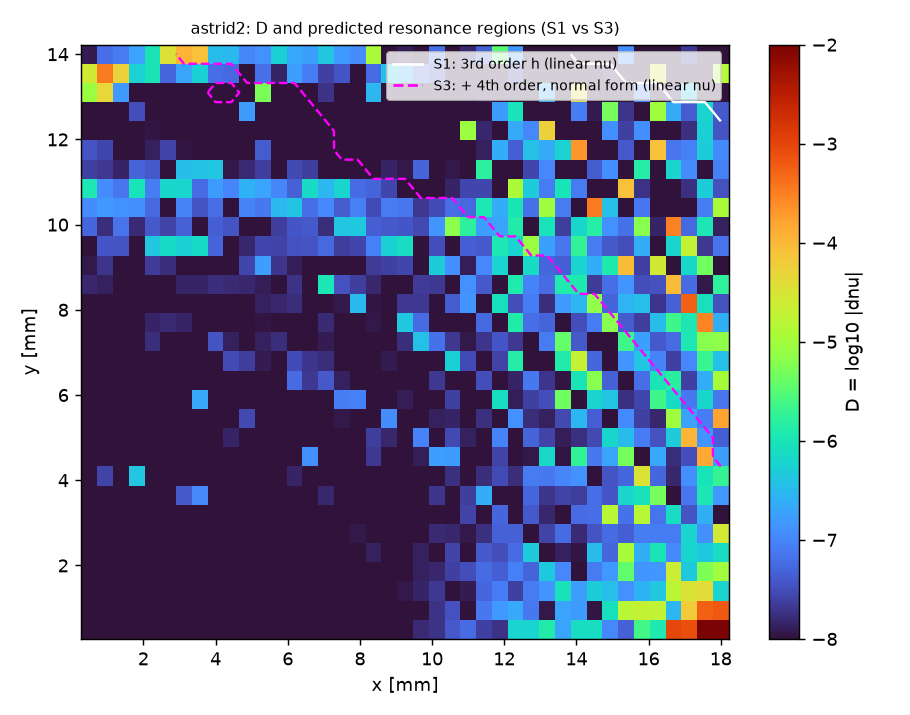 astrid2: D and predicted resonance regions (S1 vs S3)
S1: 3rd order h (linear nu)
S3: + 4th order, normal form (linear nu)
14
12
10
8
6
4
2
y [mm]
2 4 6 8 10 12 14 16 18
x [mm]
−2
−3
−4
−5
−6
−7
−8
D = log10 |dnu|